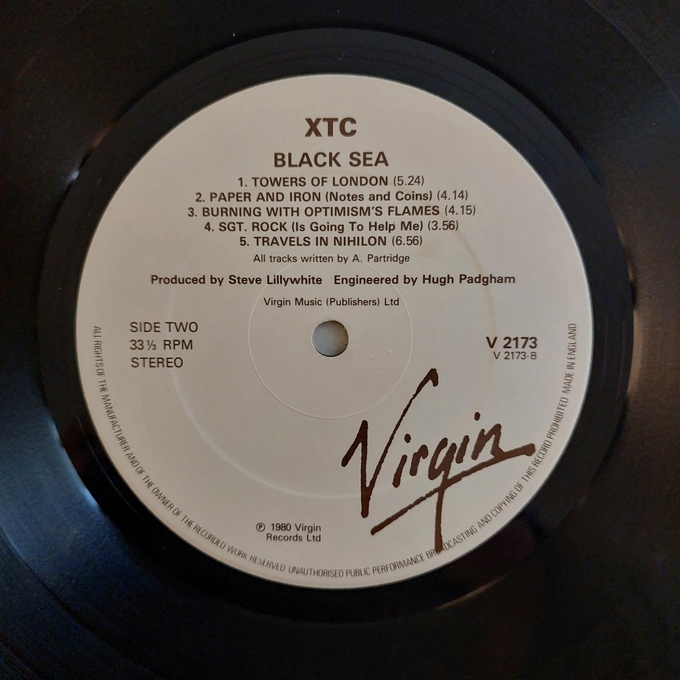 XTC
BLACK SEA
1. TOWERS OF LONDON (5.24)
2. PAPER AND IRON (Notes and Coins) (4.14)
3. BURNING WITH OPTIMISM'S FLAMES (4.15)
4. SGT. ROCK (Is Going To Help Me) (3.56)
5. TRAVELS IN NIHILON (6.56)
All tracks written by A. Partridge
Produced by Steve Lillywhite Engineered by Hugh Padgham
Virgin Music (Publishers) Ltd
SIDE TWO
33⅓ RPM
STEREO
V 2173
V 2173-B
Virgin
℗ 1980 Virgin
Records Ltd
ALL RIGHTS OF THE MANUFACTURER AND OF THE OWNER OF THE RECORDED WORK RESERVED UNAUTHORISED PUBLIC PERFORMANCE BROADCASTING AND COPYING OF THIS RECORD PROHIBITED MADE IN ENGLAND